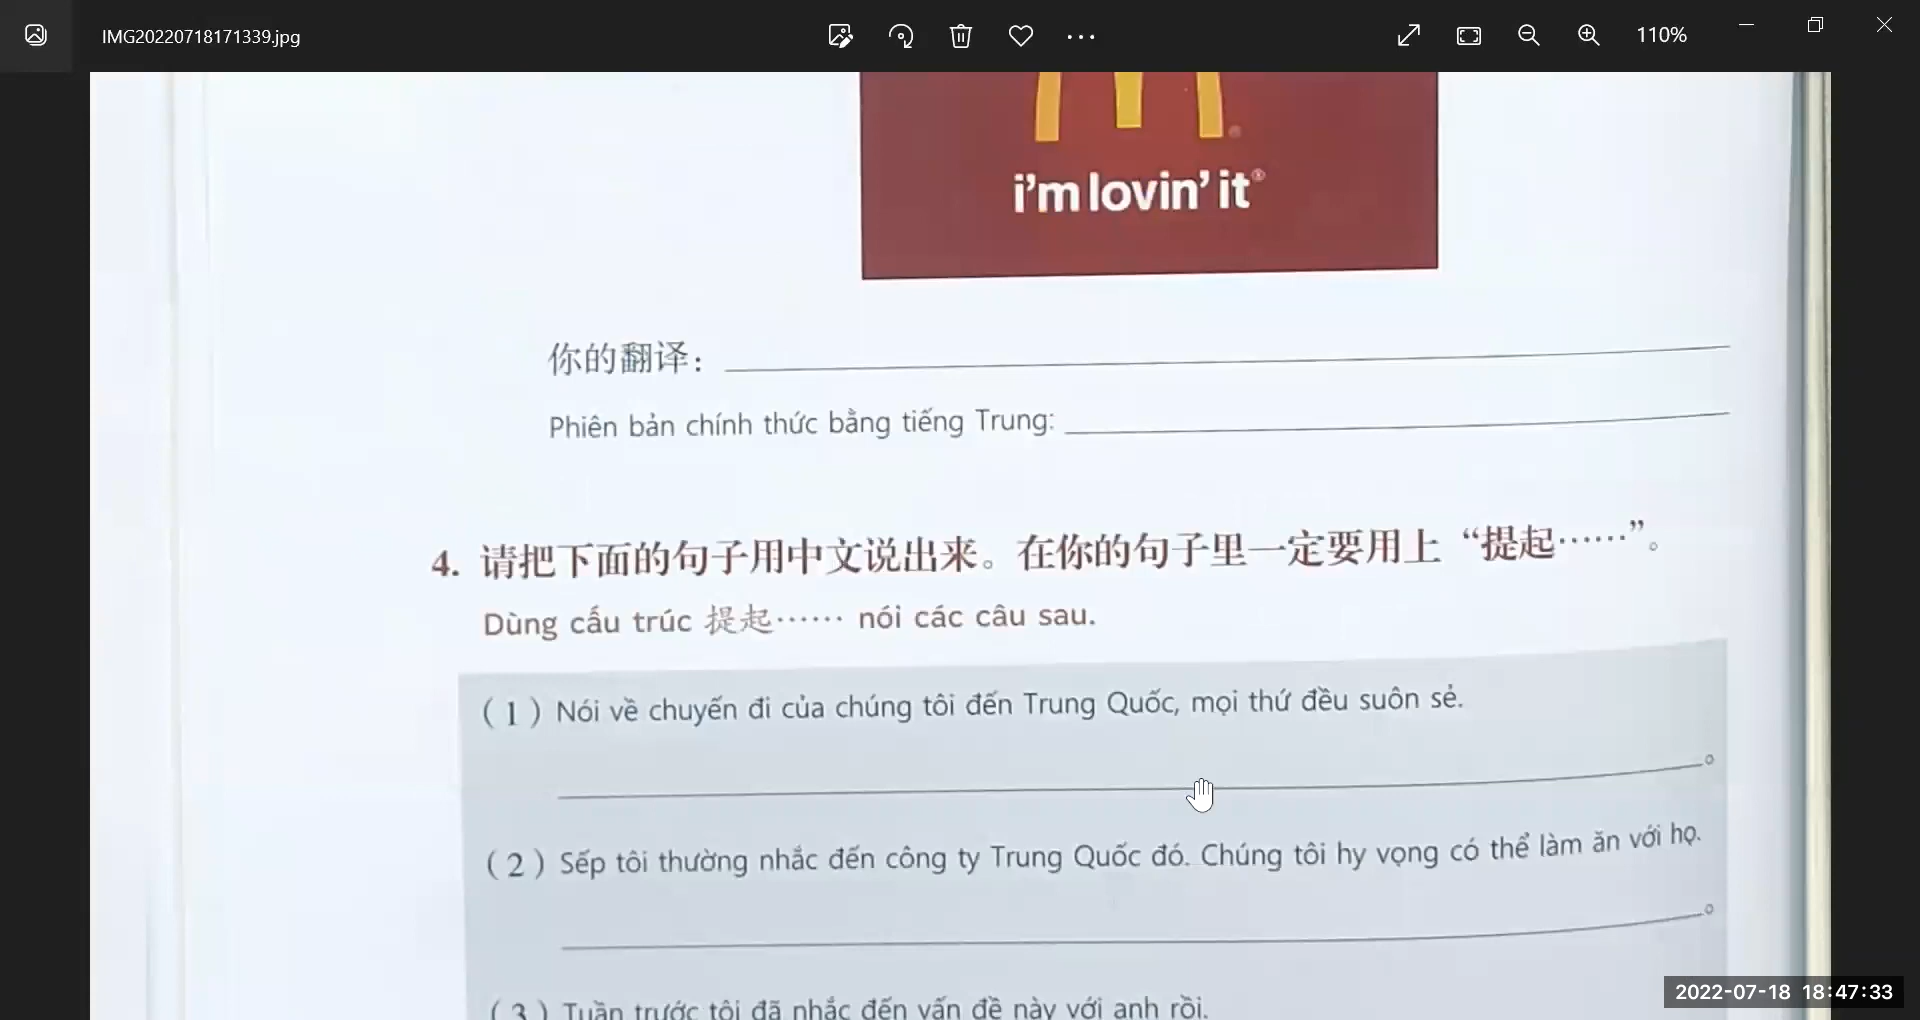 IMG20220718171339.jpg
110%
i'm lovin' it®
你的翻译：
Phiên bản chính thức bằng tiếng Trung:
4. 请把下面的句子用中文说出来。在你的句子里一定要用上“提起……”。
Dùng cấu trúc 提起…… nói các câu sau.
(1) Nói về chuyến đi của chúng tôi đến Trung Quốc, mọi thứ đều suôn sẻ.
。
(2) Sếp tôi thường nhắc đến công ty Trung Quốc đó. Chúng tôi hy vọng có thể làm ăn với họ.
。
(3) Tuần trước tôi đã nhắc đến vấn đề này với anh rồi.
2022-07-18 18:47:33